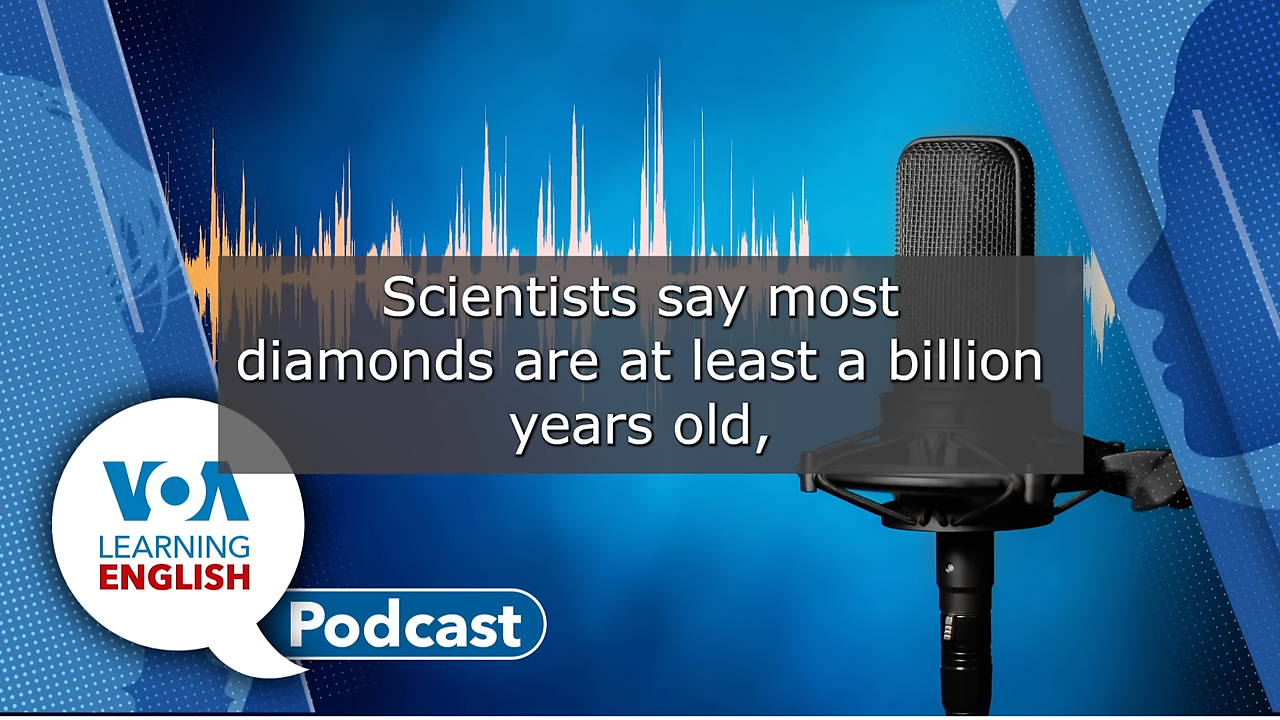 Scientists say most
diamonds are at least a billion
years old,
VOA
LEARNING
ENGLISH
Podcast